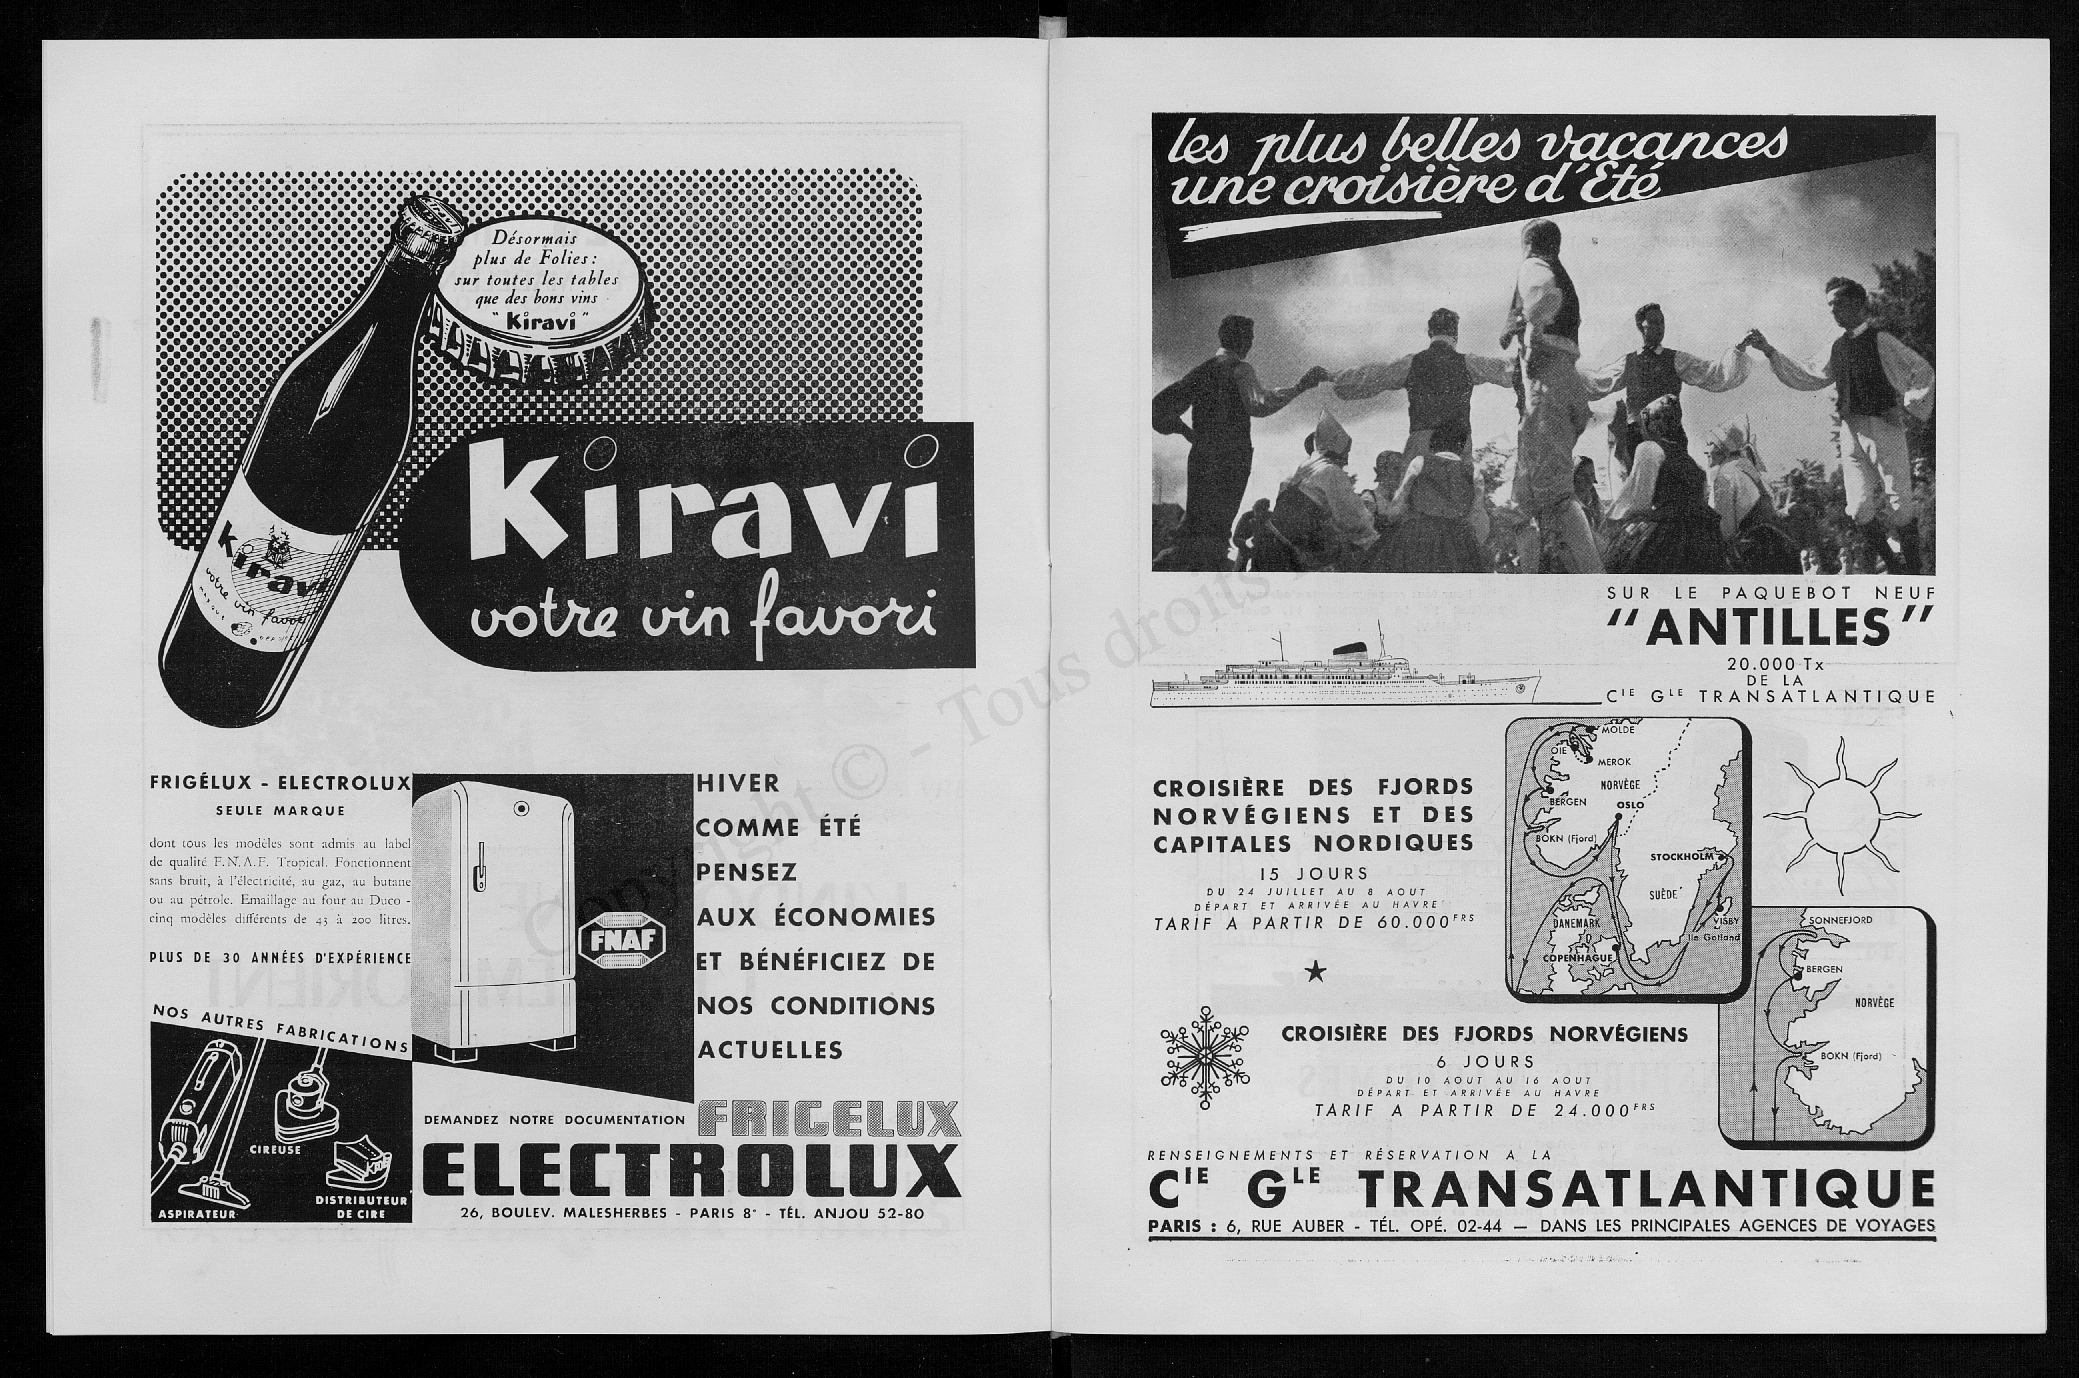 Désormais
plus de Folies :
sur toutes les tables
que des bons vins
"Kiravi"
Kiravi
votre vin favori
kiravi
votre vin favori
FRIGÉLUX - ELECTROLUX
SEULE MARQUE
dont tous les modèles sont admis au label
de qualité F.N.A.F. Tropical. Fonctionnent
sans bruit, à l'électricité, au gaz, au butane
ou au pétrole. Emaillage au four au Duco -
cinq modèles différents de 43 à 200 litres.
PLUS DE 30 ANNÉES D'EXPÉRIENCE
NOS AUTRES FABRICATIONS
CIREUSE
DISTRIBUTEUR
DE CIRE
ASPIRATEUR
FNAF
HIVER
COMME ÉTÉ
PENSEZ
AUX ÉCONOMIES
ET BÉNÉFICIEZ DE
NOS CONDITIONS
ACTUELLES
DEMANDEZ NOTRE DOCUMENTATION FRIGELUX
ELECTROLUX
26, BOULEV. MALESHERBES - PARIS 8e - TÉL. ANJOU 52-80
les plus belles vacances
une croisière d'Eté
SUR LE PAQUEBOT NEUF
"ANTILLES"
20.000 Tx
DE LA
CIE GLE TRANSATLANTIQUE
CROISIÈRE DES FJORDS
NORVÉGIENS ET DES
CAPITALES NORDIQUES
15 JOURS
DU 24 JUILLET AU 8 AOUT
DÉPART ET ARRIVÉE AU HAVRE
TARIF A PARTIR DE 60.000FRS
MOLDE
OIE
MEROK
NORVÈGE
BERGEN
OSLO
BOKN (Fjord)
STOCKHOLM
SUÈDE
DANEMARK
VISBY
Ile Gotland
COPENHAGUE
SONNEFJORD
BERGEN
NORVÈGE
BOKN (Fjord)
CROISIÈRE DES FJORDS NORVÉGIENS
6 JOURS
DU 10 AOUT AU 16 AOUT
DÉPART ET ARRIVÉE AU HAVRE
TARIF A PARTIR DE 24.000FRS
RENSEIGNEMENTS ET RÉSERVATION A LA
CIE GLE TRANSATLANTIQUE
PARIS : 6, RUE AUBER - TÉL. OPÉ. 02-44 — DANS LES PRINCIPALES AGENCES DE VOYAGES
Copyright © - Tous droits